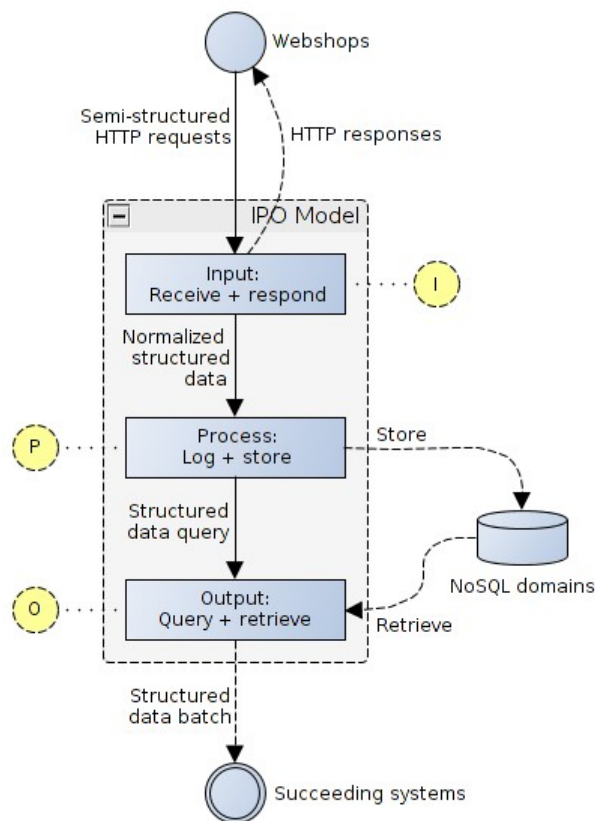 Webshops
Semi-structured
HTTP requests
HTTP responses
IPO Model
Input:
Receive + respond
I
Normalized
structured
data
P
Process:
Log + store
Store
Structured
data query
NoSQL domains
O
Output:
Query + retrieve
Retrieve
Structured
data batch
Succeeding systems